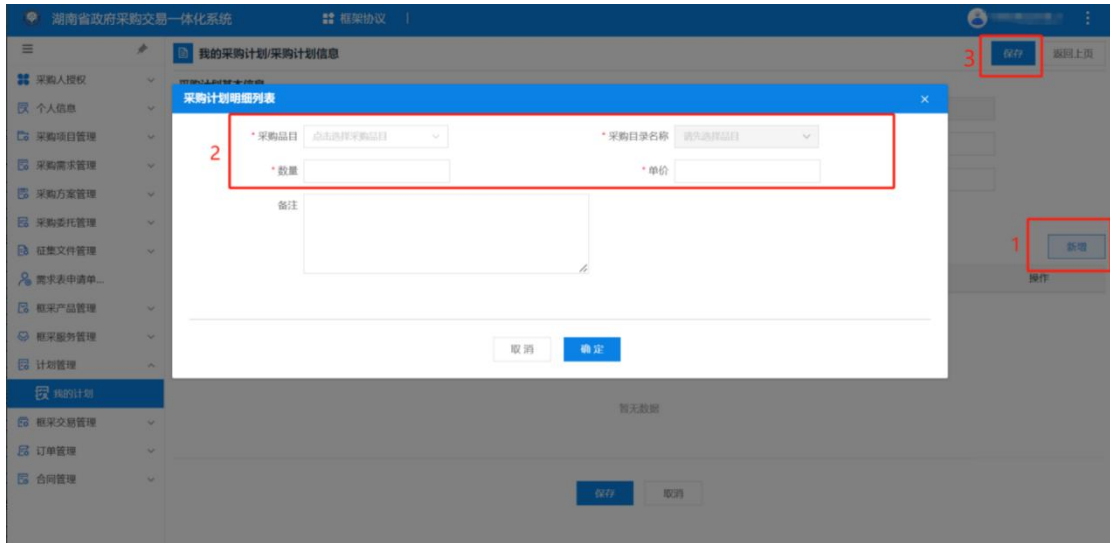 湖南省政府采购交易一体化系统 框架协议
我的采购计划/采购计划信息 3 保存 返回上页
采购人授权
采购计划基本信息
采购计划明细列表 ×
个人信息
采购项目管理
* 采购品目 点击选择采购品目 * 采购目录名称 请先选择品目
2
采购需求管理
* 数量 * 单价
采购方案管理
备注
采购委托管理
征集文件管理
1 新增
需求表申请单...
操作
框采产品管理
框采服务管理
取消 确定
计划管理
我的计划
暂无数据
框采交易管理
订单管理
合同管理
保存 取消